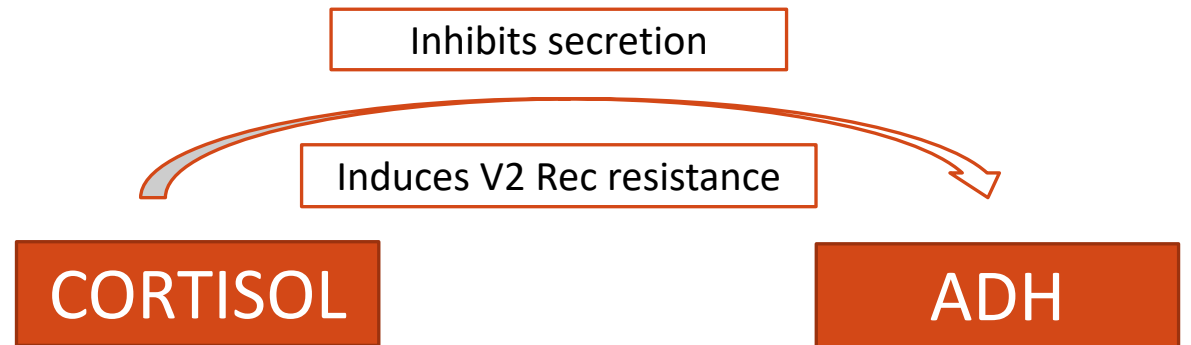 Inhibits secretion
Induces V2 Rec resistance
CORTISOL
ADH